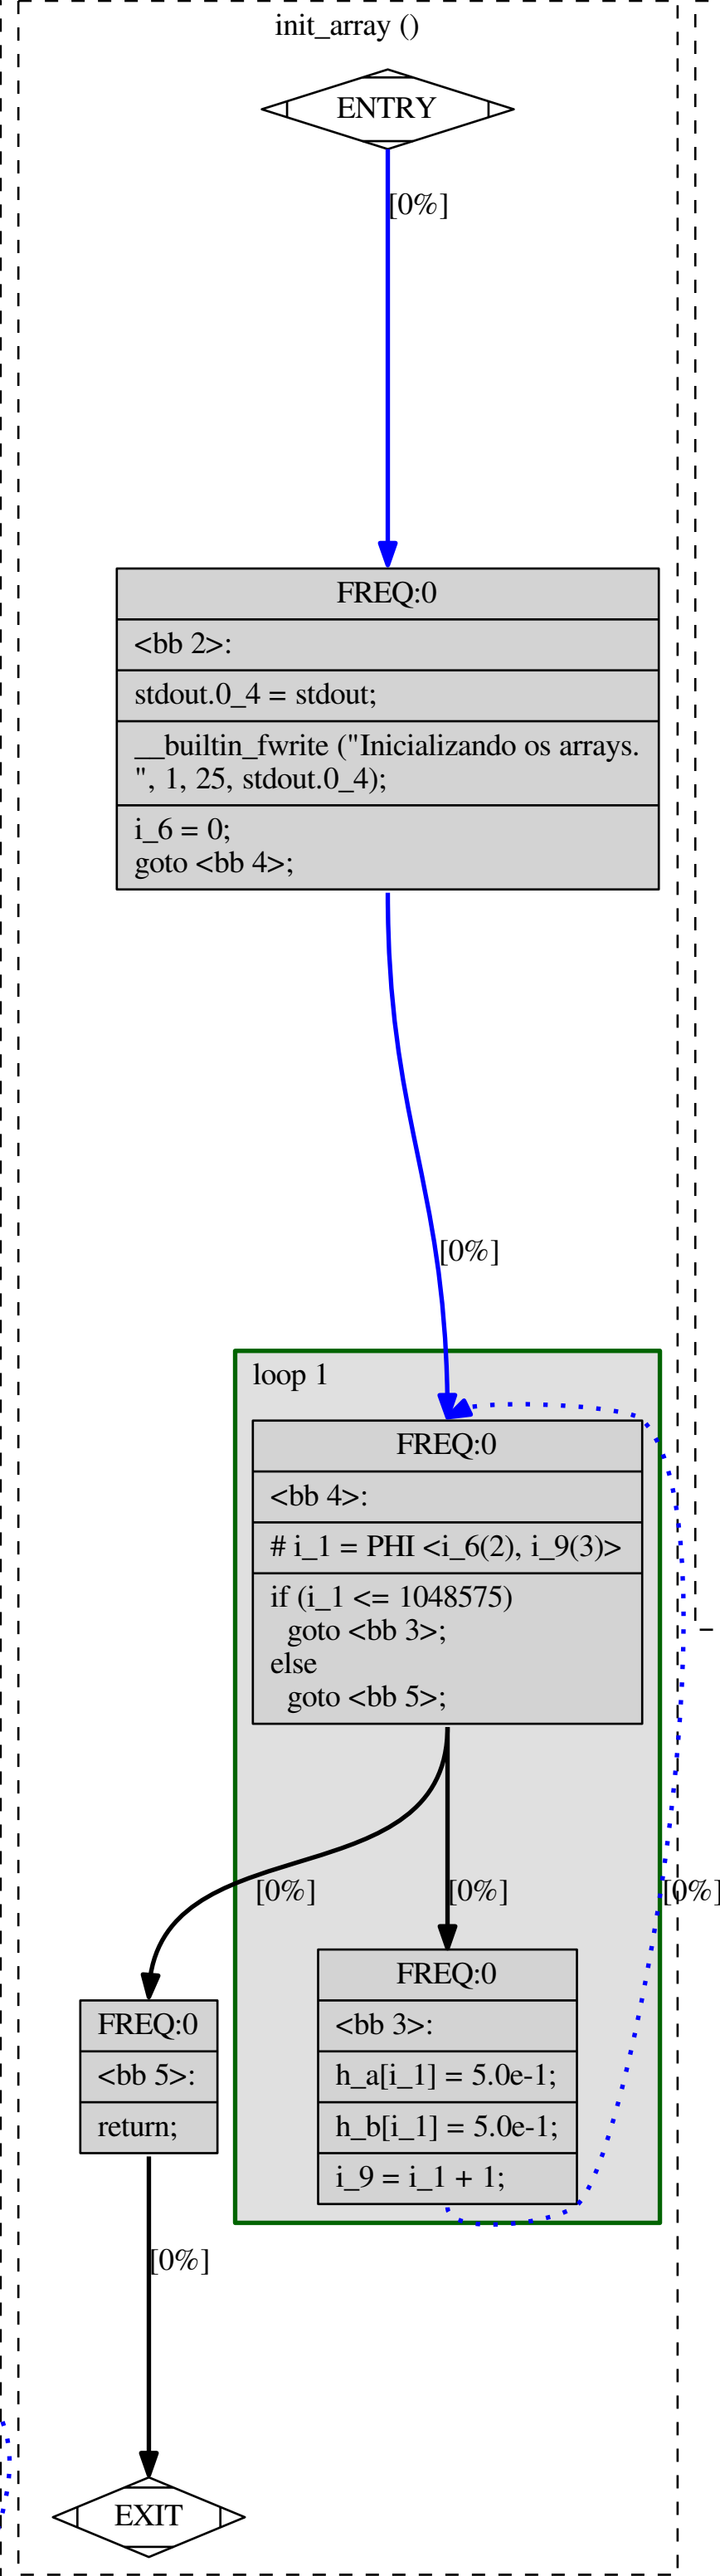 init_array ()
ENTRY
[0%]
FREQ:0
<bb 2>:
stdout.0_4 = stdout;
__builtin_fwrite ("Inicializando os arrays.
", 1, 25, stdout.0_4);
i_6 = 0;
goto <bb 4>;
[0%]
loop 1
FREQ:0
<bb 4>:
# i_1 = PHI <i_6(2), i_9(3)>
if (i_1 <= 1048575)
goto <bb 3>;
else
goto <bb 5>;
[0%]
[0%]
[0%]
FREQ:0
<bb 3>:
h_a[i_1] = 5.0e-1;
h_b[i_1] = 5.0e-1;
i_9 = i_1 + 1;
FREQ:0
<bb 5>:
return;
[0%]
EXIT